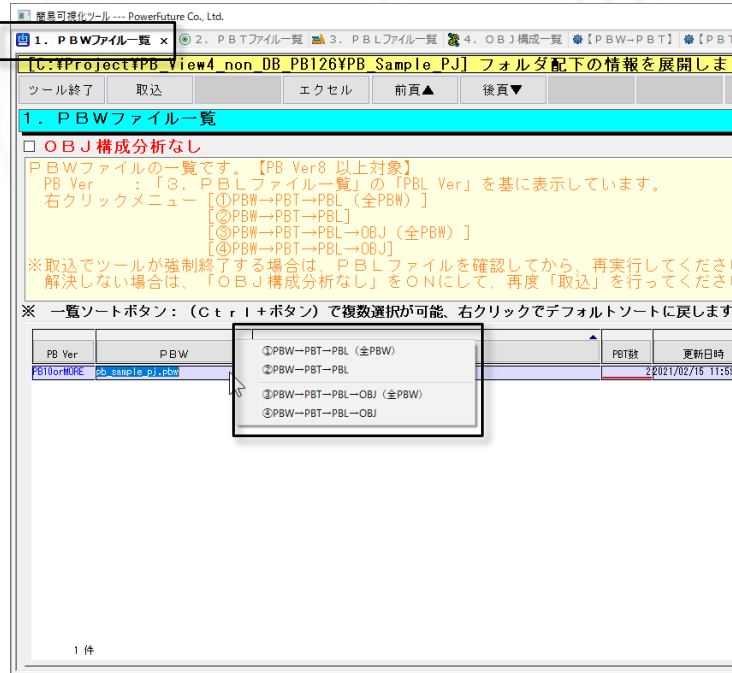 簡易可視化ツール --- PowerFuture Co., Ltd.
1．ＰＢＷファイル一覧 × 2．ＰＢＴファイル一覧 3．ＰＢＬファイル一覧 4．ＯＢＪ構成一覧 【ＰＢＷ→ＰＢＴ】 【ＰＢＴ
[C:¥Project¥PB_View4_non_DB_PB126¥PB_Sample_PJ] フォルダ配下の情報を展開しま
ツール終了 取込 エクセル 前頁▲ 後頁▼
1．ＰＢＷファイル一覧
□ ＯＢＪ構成分析なし
ＰＢＷファイルの一覧です。【PB Ver8 以上対象】
PB Ver ：「３．ＰＢＬファイル一覧」の「PBL Ver」を基に表示しています。
右クリックメニュー [①PBW→PBT→PBL（全PBW）]
[②PBW→PBT→PBL]
[③PBW→PBT→PBL→OBJ（全PBW）]
[④PBW→PBT→PBL→OBJ]
※取込でツールが強制終了する場合は、ＰＢＬファイルを確認してから、再実行してくださ
解決しない場合は、「ＯＢＪ構成分析なし」をＯＮにして、再度「取込」を行ってくださ
※ 一覧ソートボタン：（Ｃｔｒｌ＋ボタン）で複数選択が可能、右クリックでデフォルトソートに戻します
PB Ver ＰＢＷ PBT数 更新日時
PB10orMORE pb_sample_pj.pbw 2 2021/02/15 11:5
①PBW→PBT→PBL（全PBW）
②PBW→PBT→PBL
③PBW→PBT→PBL→OBJ（全PBW）
④PBW→PBT→PBL→OBJ
1 件